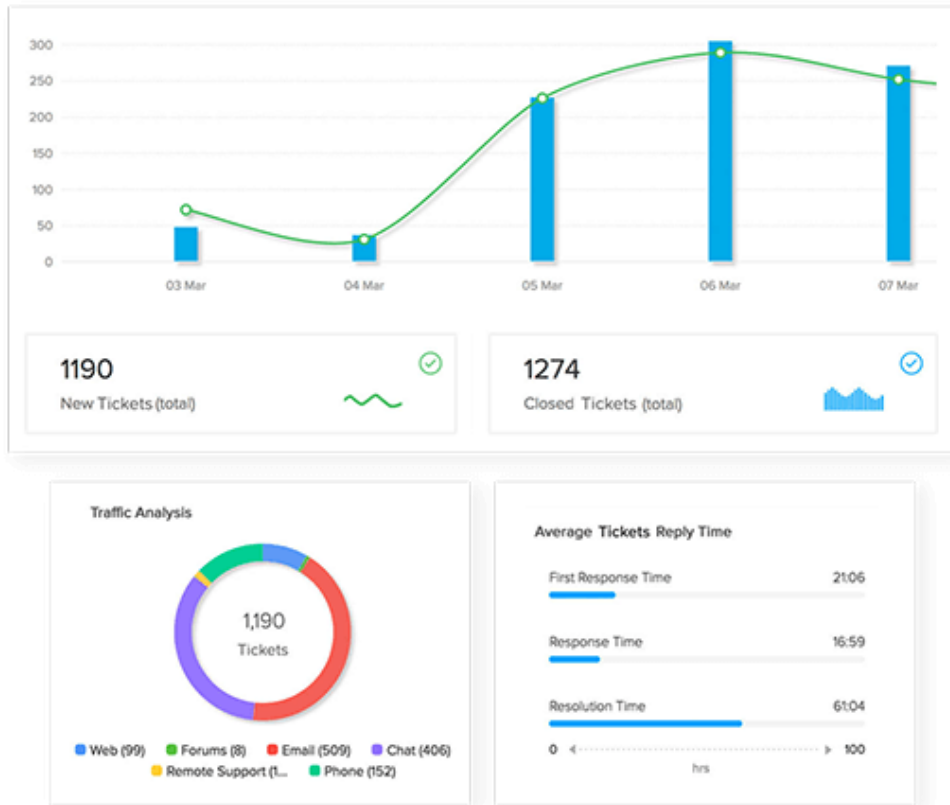 300
250
200
150
100
50
0
03 Mar 04 Mar 05 Mar 06 Mar 07 Mar
1190
New Tickets (total)
1274
Closed Tickets (total)
Traffic Analysis
1,190
Tickets
Web (99) Forums (8) Email (509) Chat (406)
Remote Support (1... Phone (152)
Average Tickets Reply Time
First Response Time 21:06
Response Time 16:59
Resolution Time 61:04
0 100
hrs